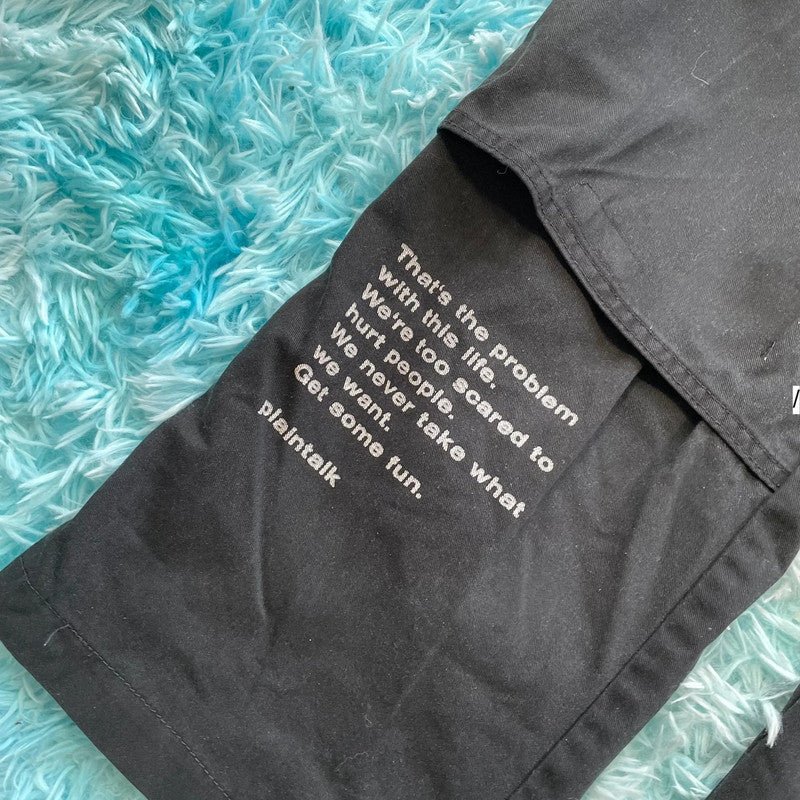 That's the problem
with this life.
We're too scared to
hurt people.
We never take what
we want.
Get some fun.
plaintalk